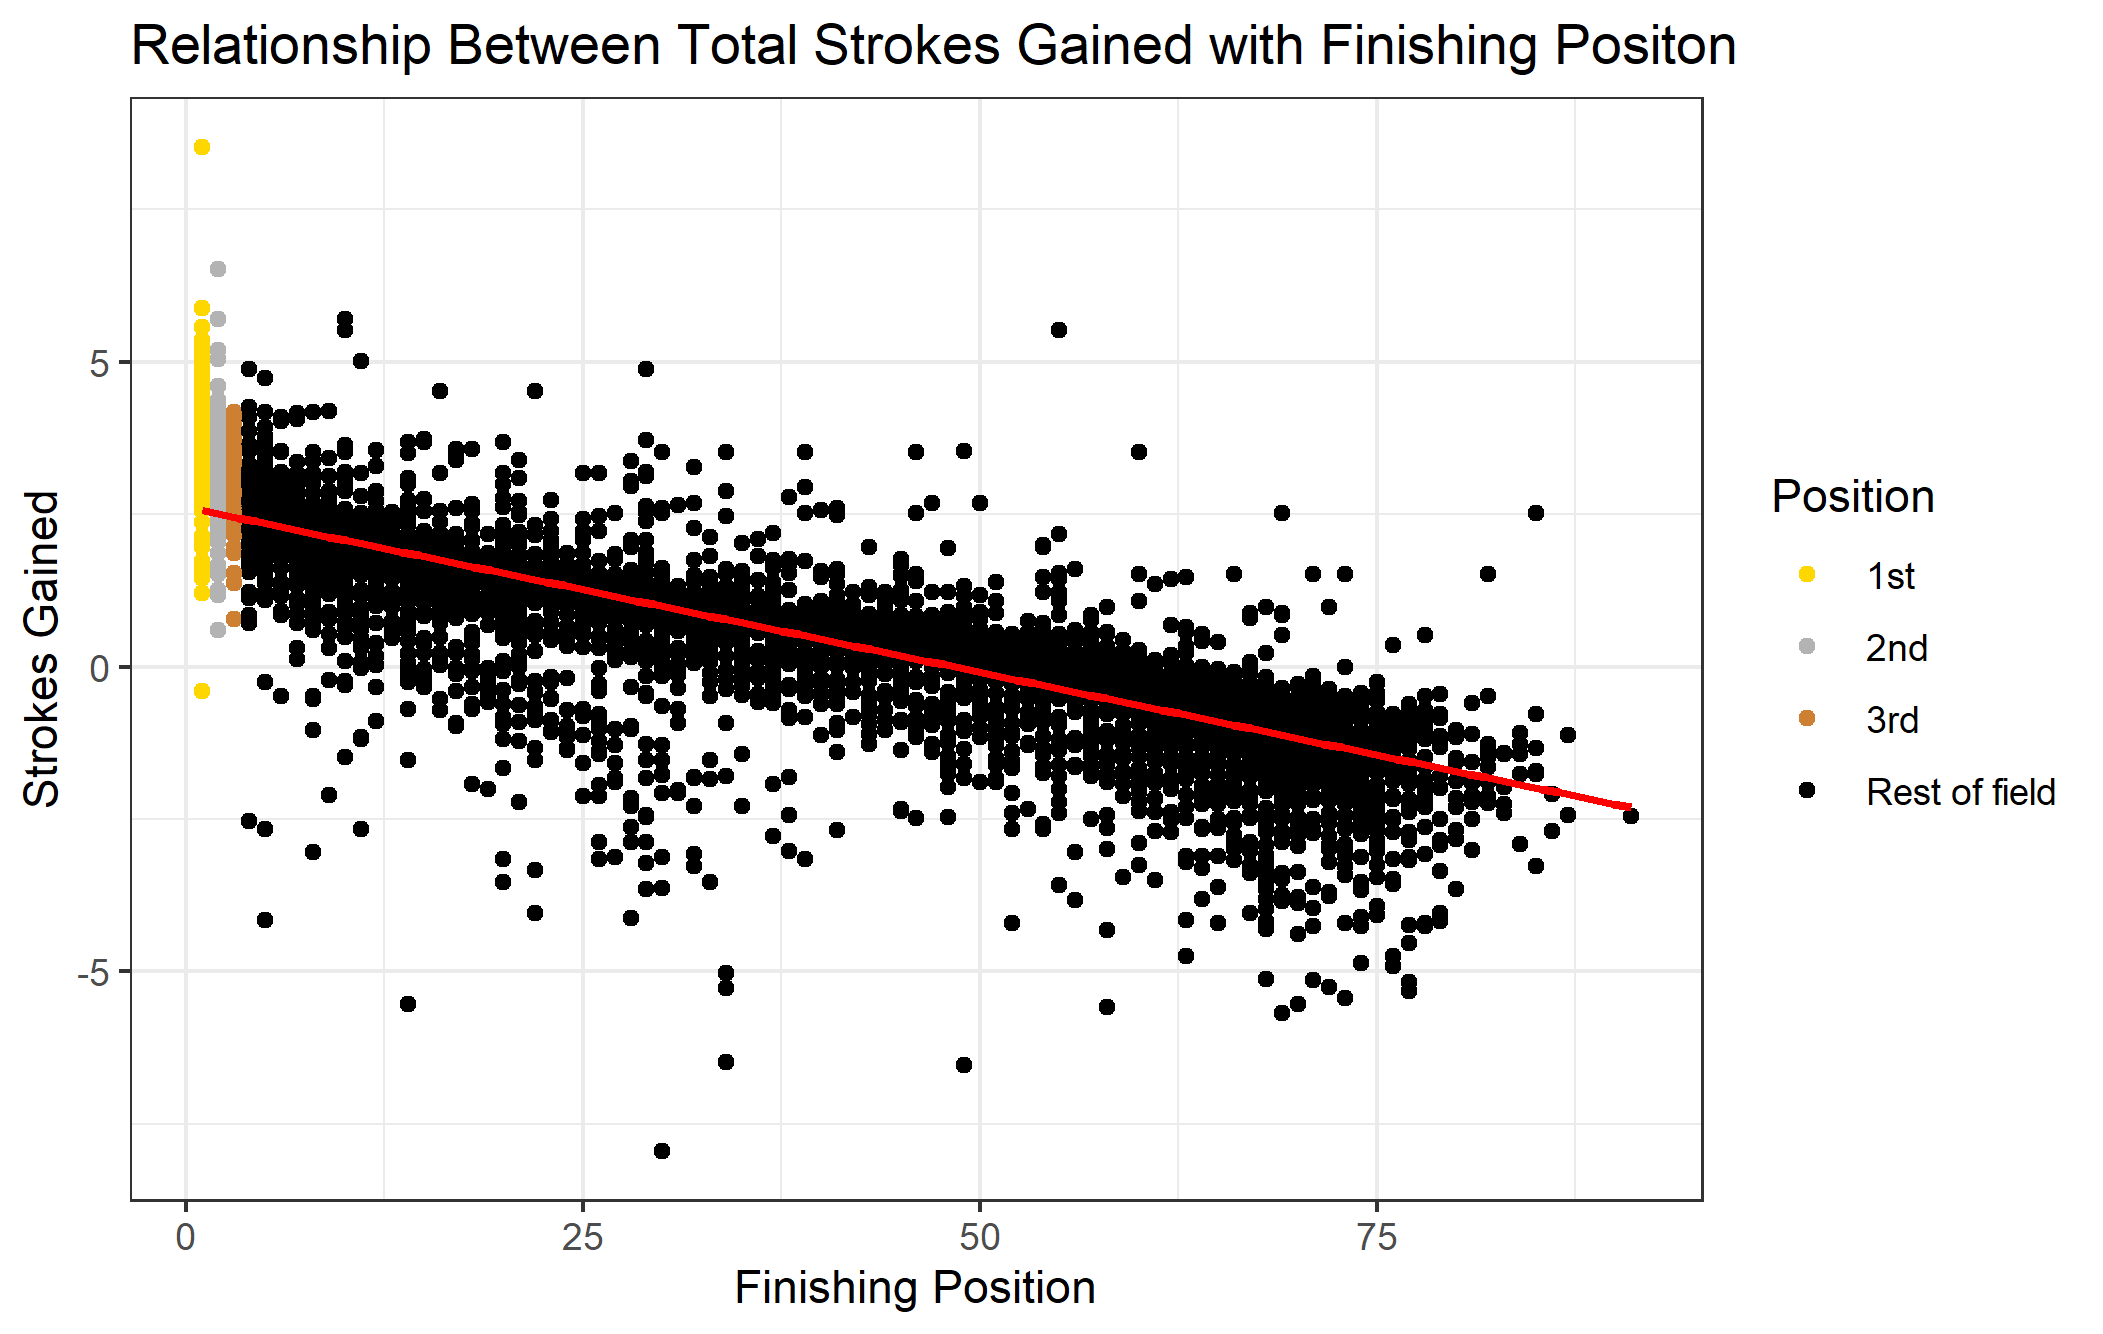 Relationship Between Total Strokes Gained with Finishing Positon
Strokes Gained
5
0
-5
0 25 50 75
Finishing Position
Position
1st
2nd
3rd
Rest of field